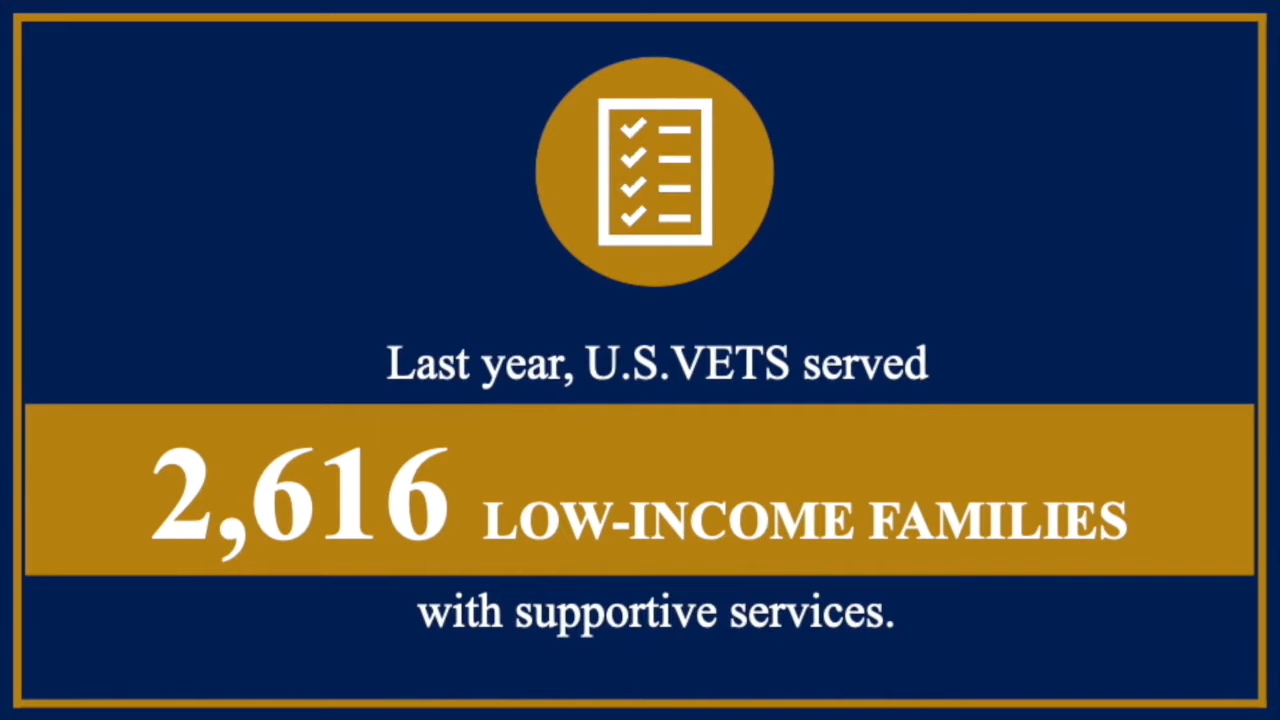 Last year, U.S.VETS served
2,616 LOW-INCOME FAMILIES
with supportive services.